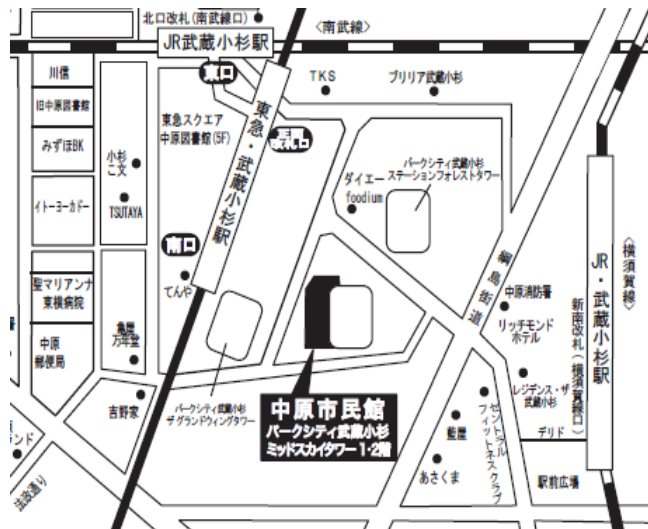 北口改札(南武線口)
〈南武線〉
JR武蔵小杉駅
東口
川信
旧中原図書館
みずほBK
イトーヨーカドー
聖マリアンナ
東横病院
中原
郵便局
小杉
ご文
TSUTAYA
亀屋
万年堂
吉野家
法政通り
東急スクエア
中原図書館(5F)
東急・武蔵小杉駅
正面
改札口
南口
てんや
TKS
ブリリア武蔵小杉
パークシティ武蔵小杉
ステーションフォレストタワー
ダイエー
foodium
パークシティ武蔵小杉
ザグランドウィングタワー
中原市民館
パークシティ武蔵小杉
ミッドスカイタワー1・2階
綱島街道
中原消防署
リッチモンド
ホテル
レジデンス・ザ
武蔵小杉
デリド
駅前広場
セントラル
フィットネスクラブ
藍屋
あさくま
新南改札(横須賀線口)
JR・武蔵小杉駅
〈横須賀線〉